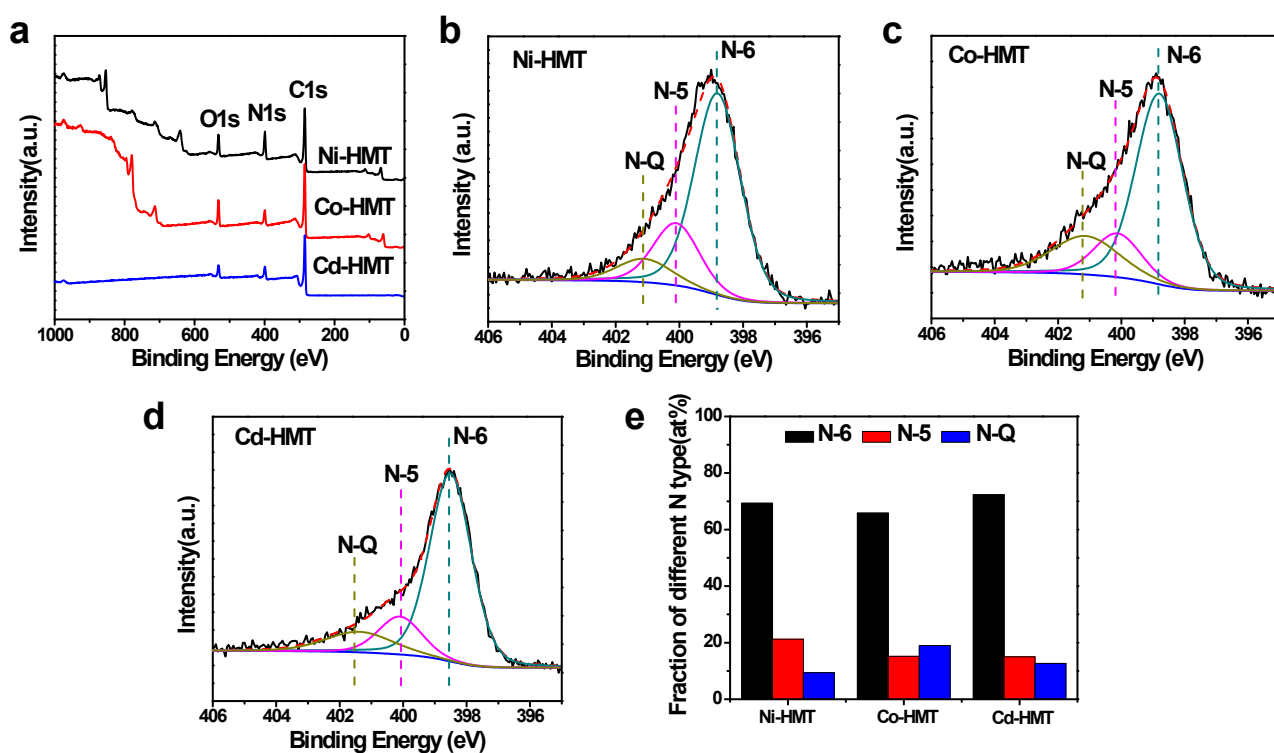 a
Intensity(a.u.)
O1s
N1s
C1s
Ni-HMT
Co-HMT
Cd-HMT
1000 800 600 400 200 0
Binding Energy (eV)
b
Ni-HMT
Intensity (a.u.)
N-6
N-5
N-Q
406 404 402 400 398 396
Binding Energy (eV)
c
Co-HMT
Intensity(a.u.)
N-6
N-5
N-Q
406 404 402 400 398 396
Binding Energy (eV)
d
Cd-HMT
Intensity(a.u.)
N-6
N-5
N-Q
406 404 402 400 398 396
Binding Energy (eV)
e
Fraction of different N type(at%)
N-6 N-5 N-Q
100
80
60
40
20
0
Ni-HMT Co-HMT Cd-HMT